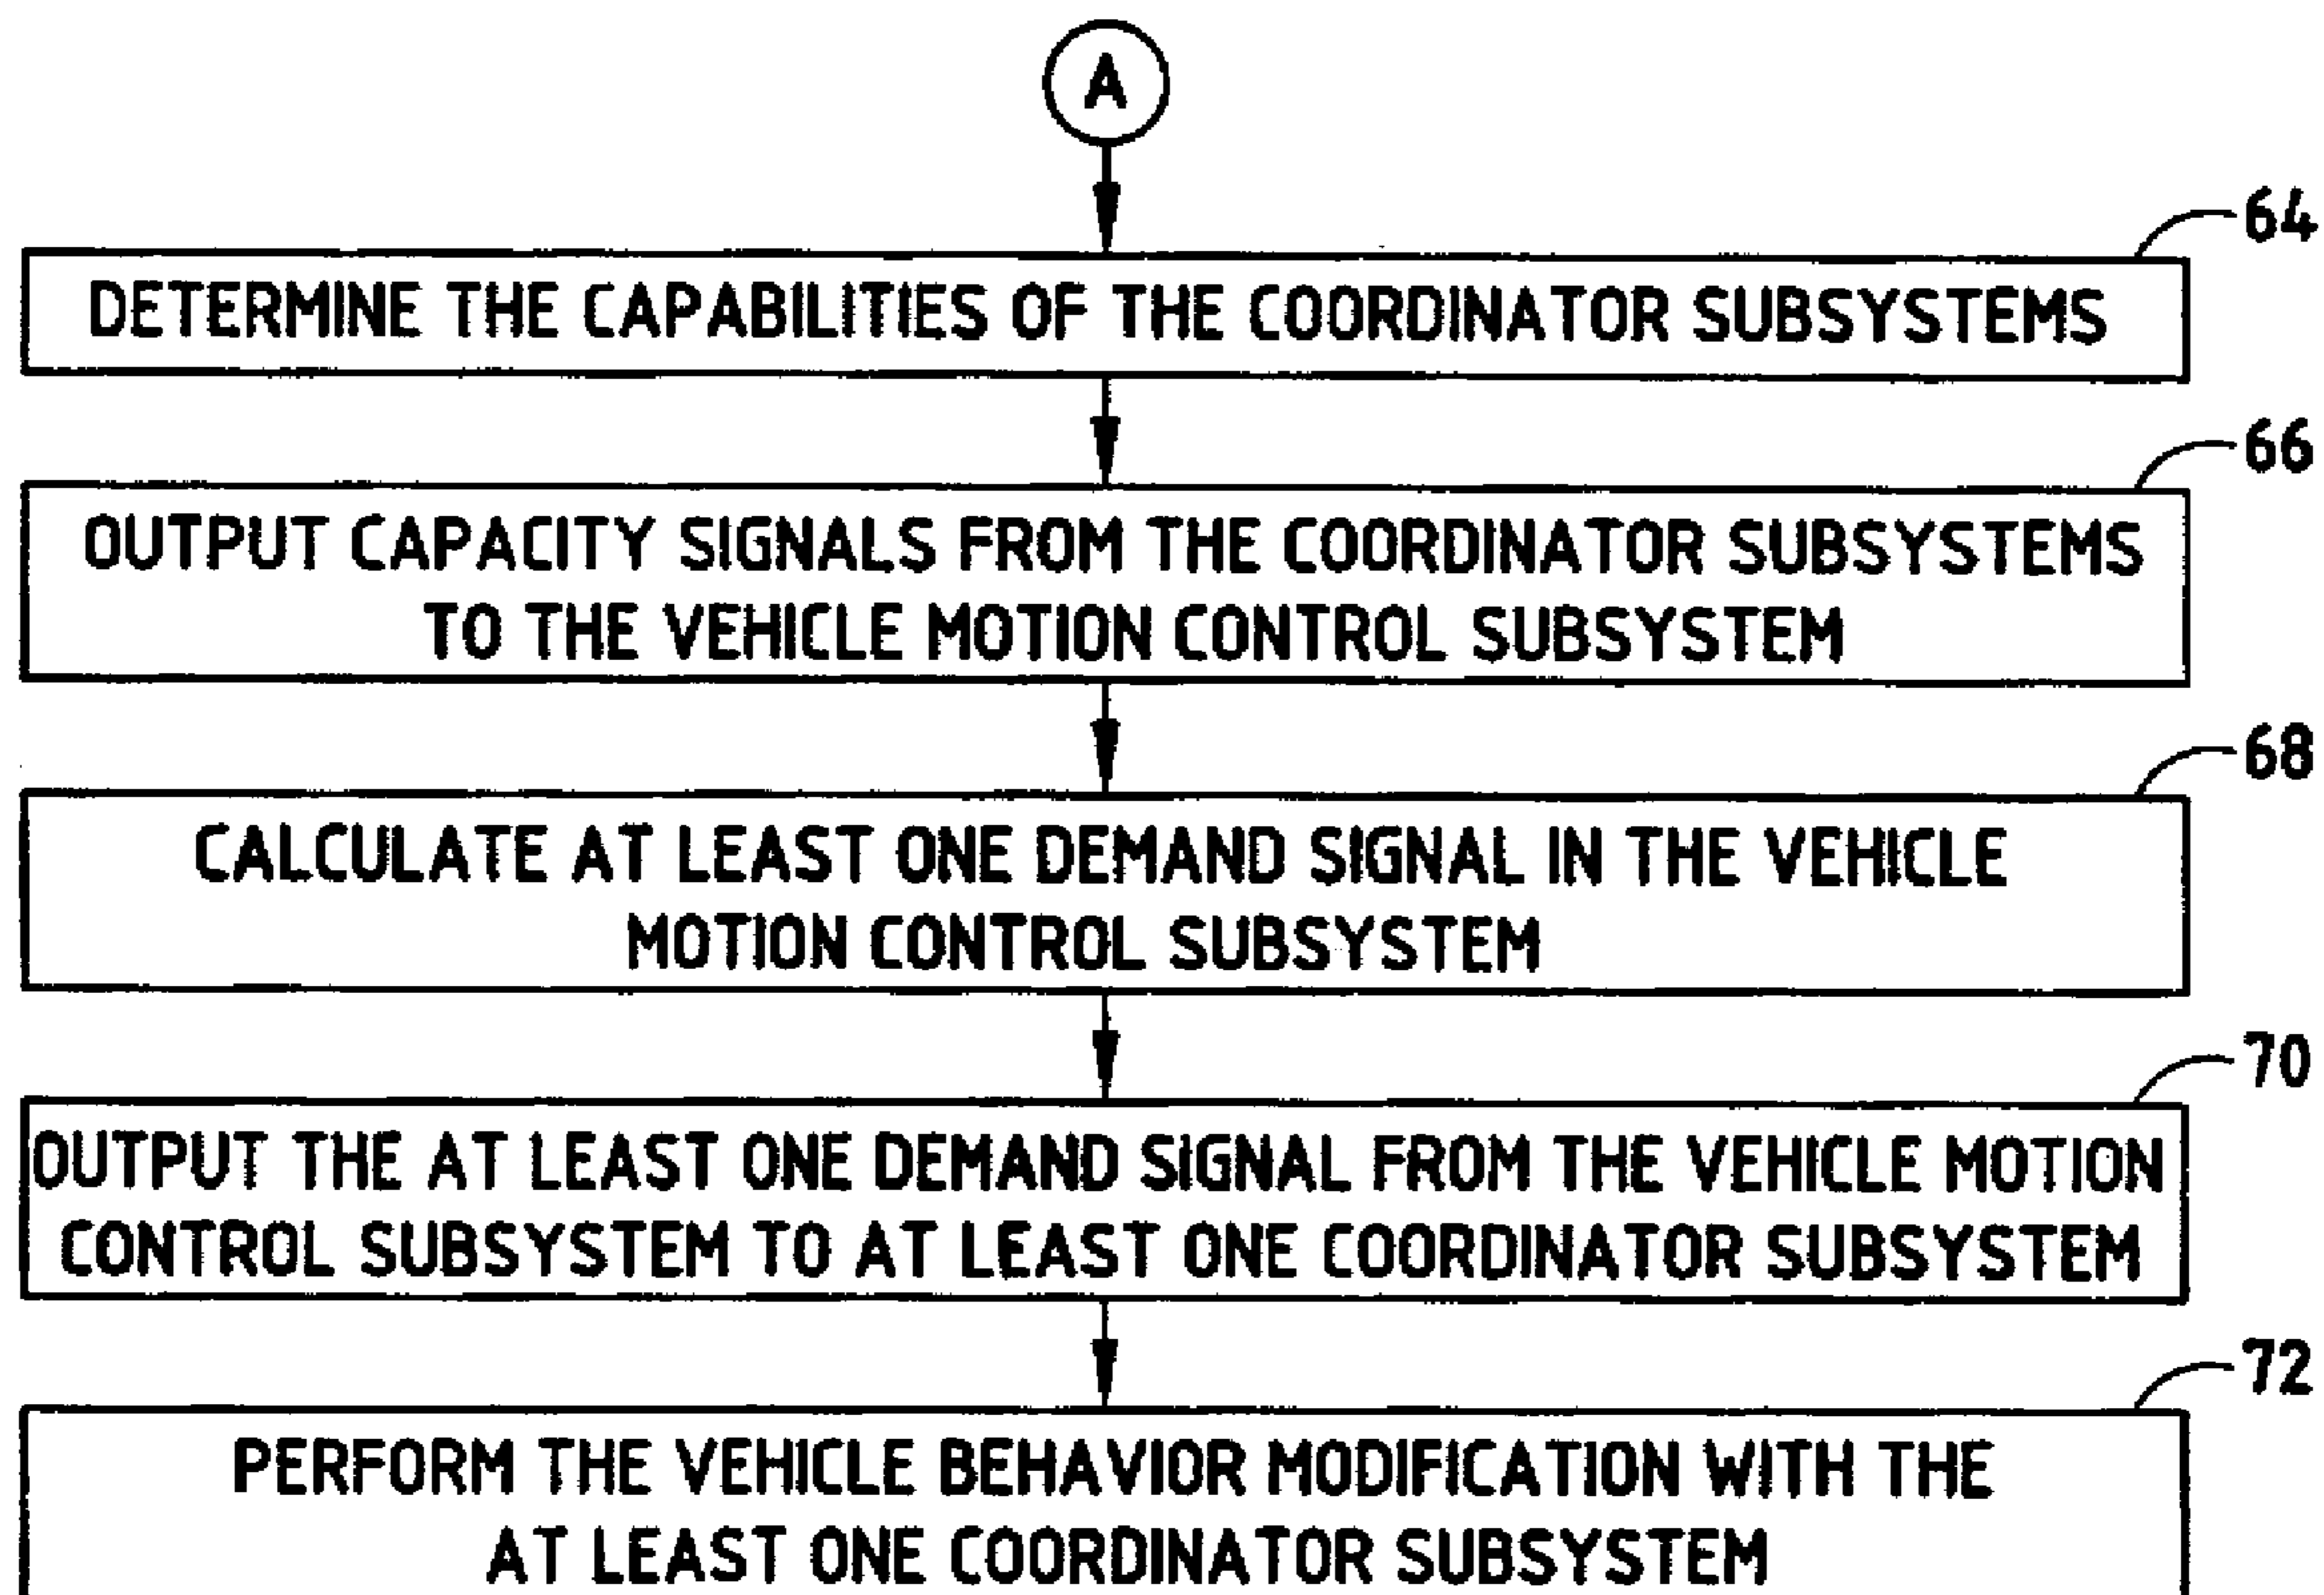 A
64
DETERMINE THE CAPABILITIES OF THE COORDINATOR SUBSYSTEMS
66
OUTPUT CAPACITY SIGNALS FROM THE COORDINATOR SUBSYSTEMS
TO THE VEHICLE MOTION CONTROL SUBSYSTEM
68
CALCULATE AT LEAST ONE DEMAND SIGNAL IN THE VEHICLE
MOTION CONTROL SUBSYSTEM
70
OUTPUT THE AT LEAST ONE DEMAND SIGNAL FROM THE VEHICLE MOTION
CONTROL SUBSYSTEM TO AT LEAST ONE COORDINATOR SUBSYSTEM
72
PERFORM THE VEHICLE BEHAVIOR MODIFICATION WITH THE
AT LEAST ONE COORDINATOR SUBSYSTEM